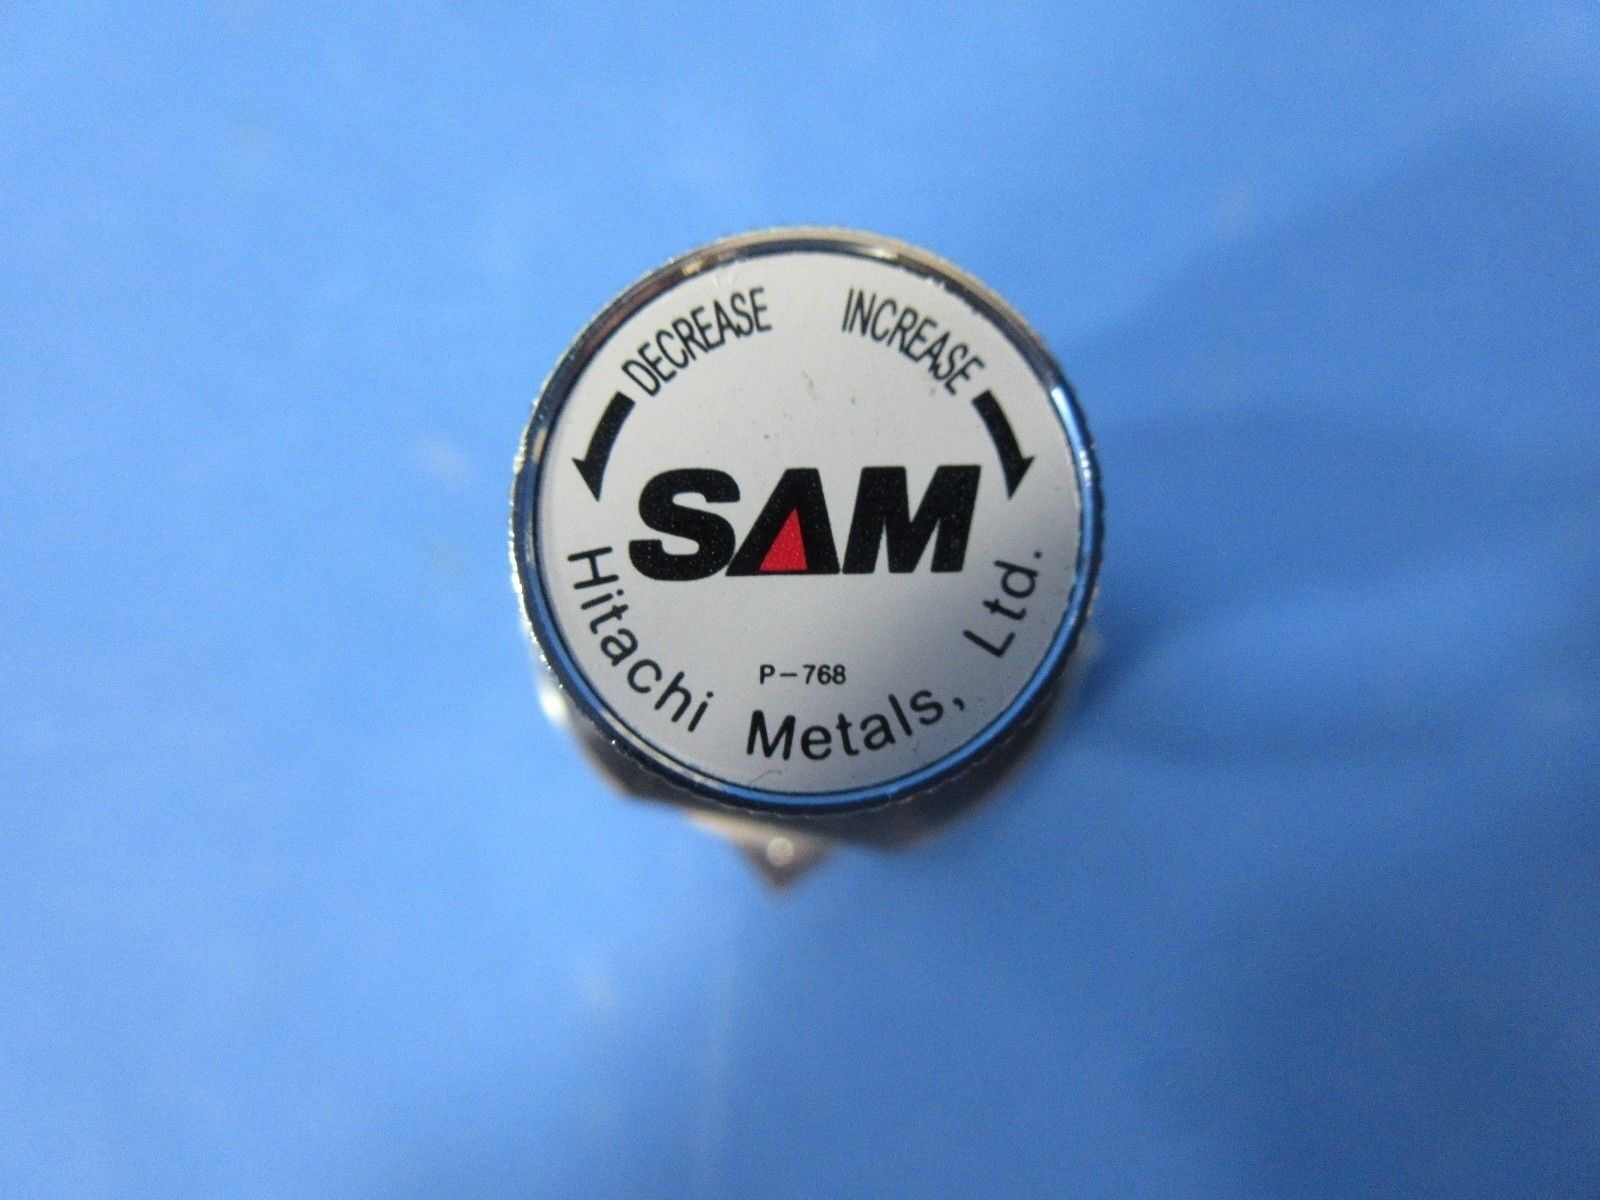 DECREASE INCREASE
SAM
P-768
Hitachi Metals, Ltd.